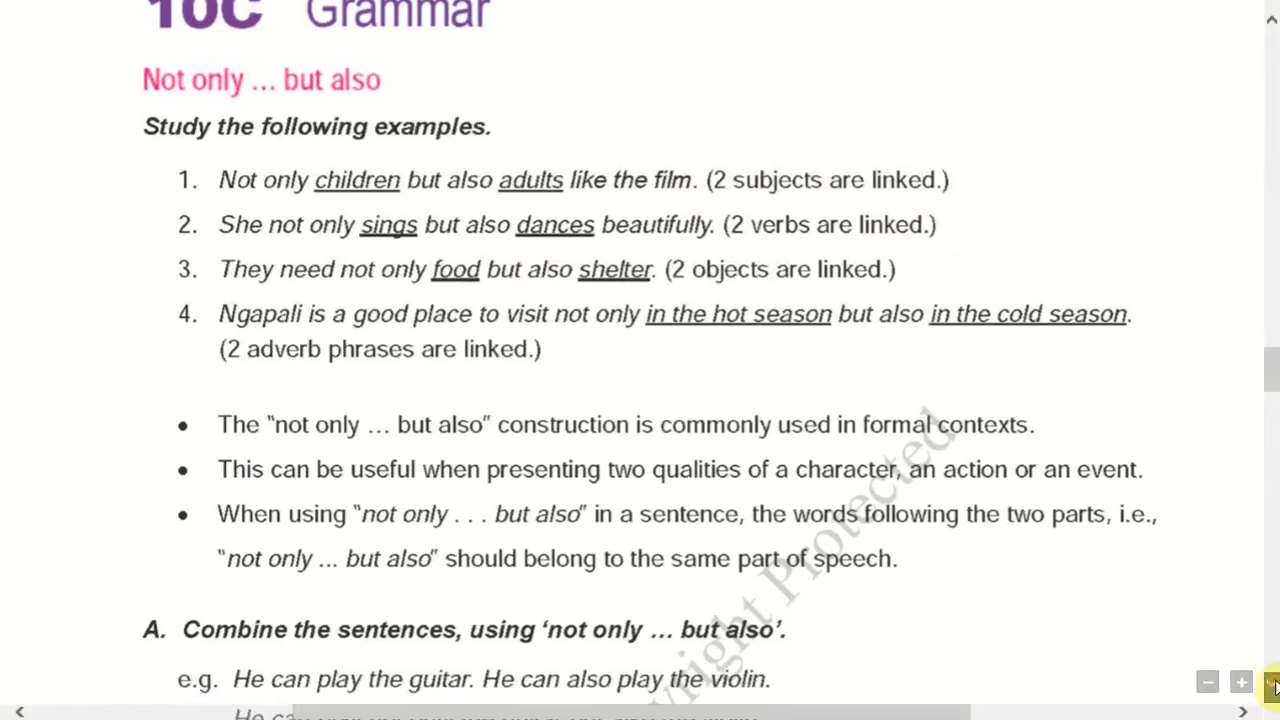 10C Grammar
Not only ... but also
Study the following examples.
1. Not only children but also adults like the film. (2 subjects are linked.)
2. She not only sings but also dances beautifully. (2 verbs are linked.)
3. They need not only food but also shelter. (2 objects are linked.)
4. Ngapali is a good place to visit not only in the hot season but also in the cold season.
(2 adverb phrases are linked.)
• The "not only ... but also" construction is commonly used in formal contexts.
• This can be useful when presenting two qualities of a character, an action or an event.
• When using "not only . . . but also" in a sentence, the words following the two parts, i.e.,
"not only ... but also" should belong to the same part of speech.
A. Combine the sentences, using 'not only ... but also'.
e.g. He can play the guitar. He can also play the violin.
Protected